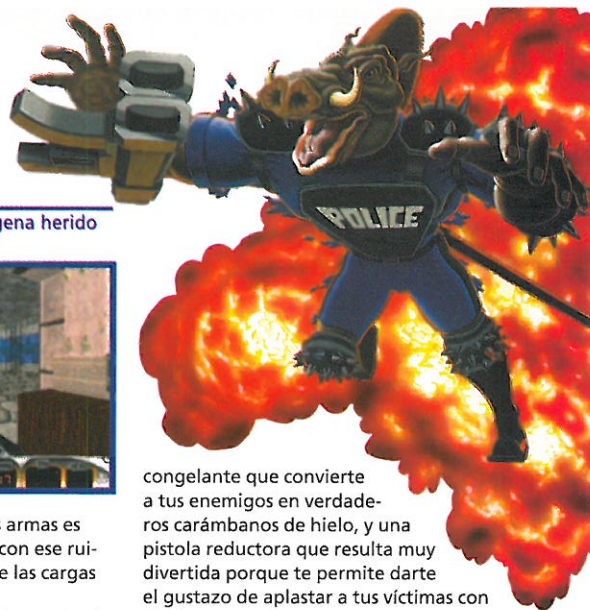 POLICE
gena herido
s armas es
con ese rui-
e las cargas
congelante que convierte
a tus enemigos en verdade-
ros carámbanos de hielo, y una
pistola reductora que resulta muy
divertida porque te permite darte
el gustazo de aplastar a tus víctimas con